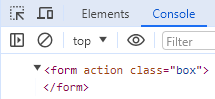 Elements Console
top Filter
<form action class="box">
</form>